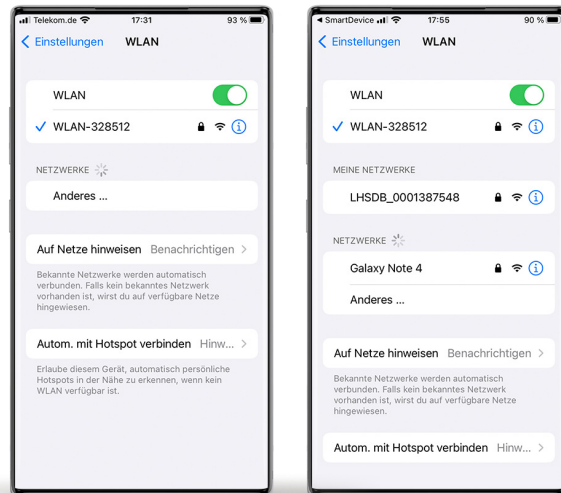 Telekom.de 17:31 93 %
Einstellungen WLAN
WLAN
WLAN-328512
NETZWERKE
Anderes ...
Auf Netze hinweisen Benachrichtigen
Bekannte Netzwerke werden automatisch
verbunden. Falls kein bekanntes Netzwerk
vorhanden ist, wirst du auf verfügbare Netze
hingewiesen.
Autom. mit Hotspot verbinden Hinw...
Erlaube diesem Gerät, automatisch persönliche
Hotspots in der Nähe zu erkennen, wenn kein
WLAN verfügbar ist.
SmartDevice 17:55 90 %
Einstellungen WLAN
WLAN
WLAN-328512
MEINE NETZWERKE
LHSDB_0001387548
NETZWERKE
Galaxy Note 4
Anderes ...
Auf Netze hinweisen Benachrichtigen
Bekannte Netzwerke werden automatisch
verbunden. Falls kein bekanntes Netzwerk
vorhanden ist, wirst du auf verfügbare Netze
hingewiesen.
Autom. mit Hotspot verbinden Hinw...